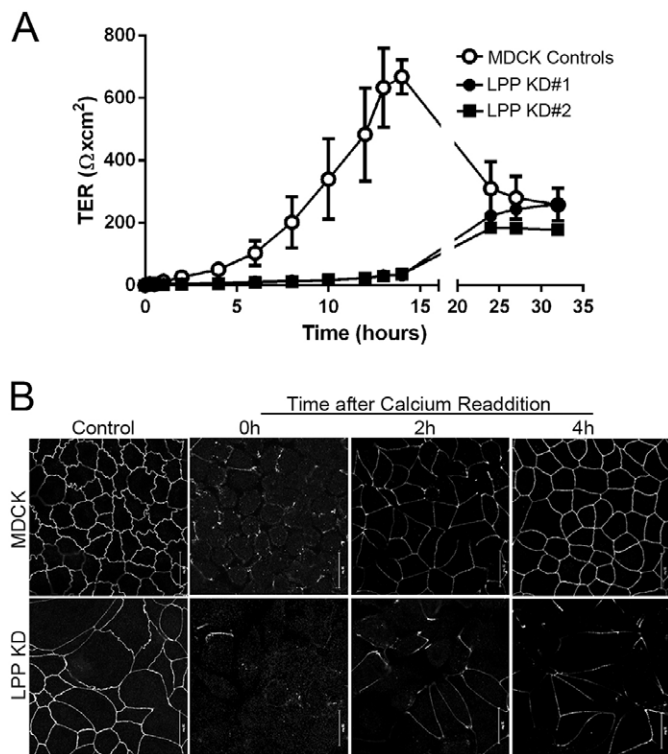 A
TER (Ωxcm²)
800
600
400
200
0
0
5
10
15
20
25
30
35
Time (hours)
MDCK Controls
LPP KD#1
LPP KD#2
B
Time after Calcium Readdition
Control
0h
2h
4h
MDCK
LPP KD